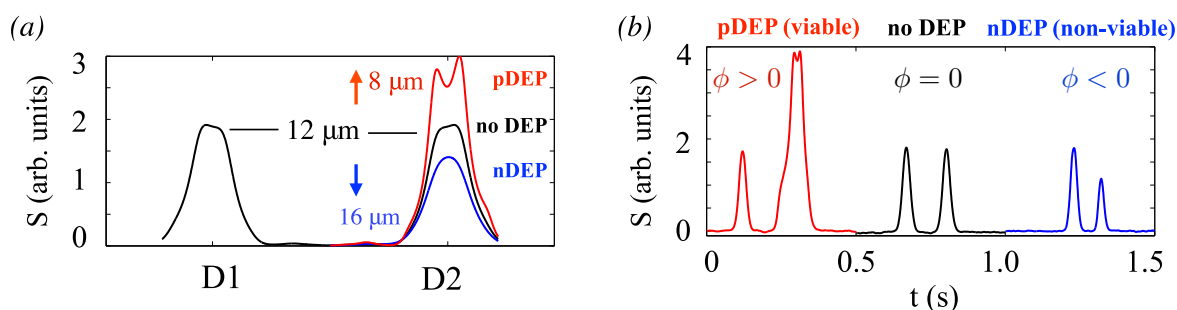 (a)
S (arb. units)
3
2
1
0
8 μm
12 μm
16 μm
pDEP
no DEP
nDEP
D1
D2
(b)
pDEP (viable)
no DEP
nDEP (non-viable)
S (arb. units)
4
2
0
ϕ > 0
ϕ = 0
ϕ < 0
0
0.5
1.0
1.5
t (s)